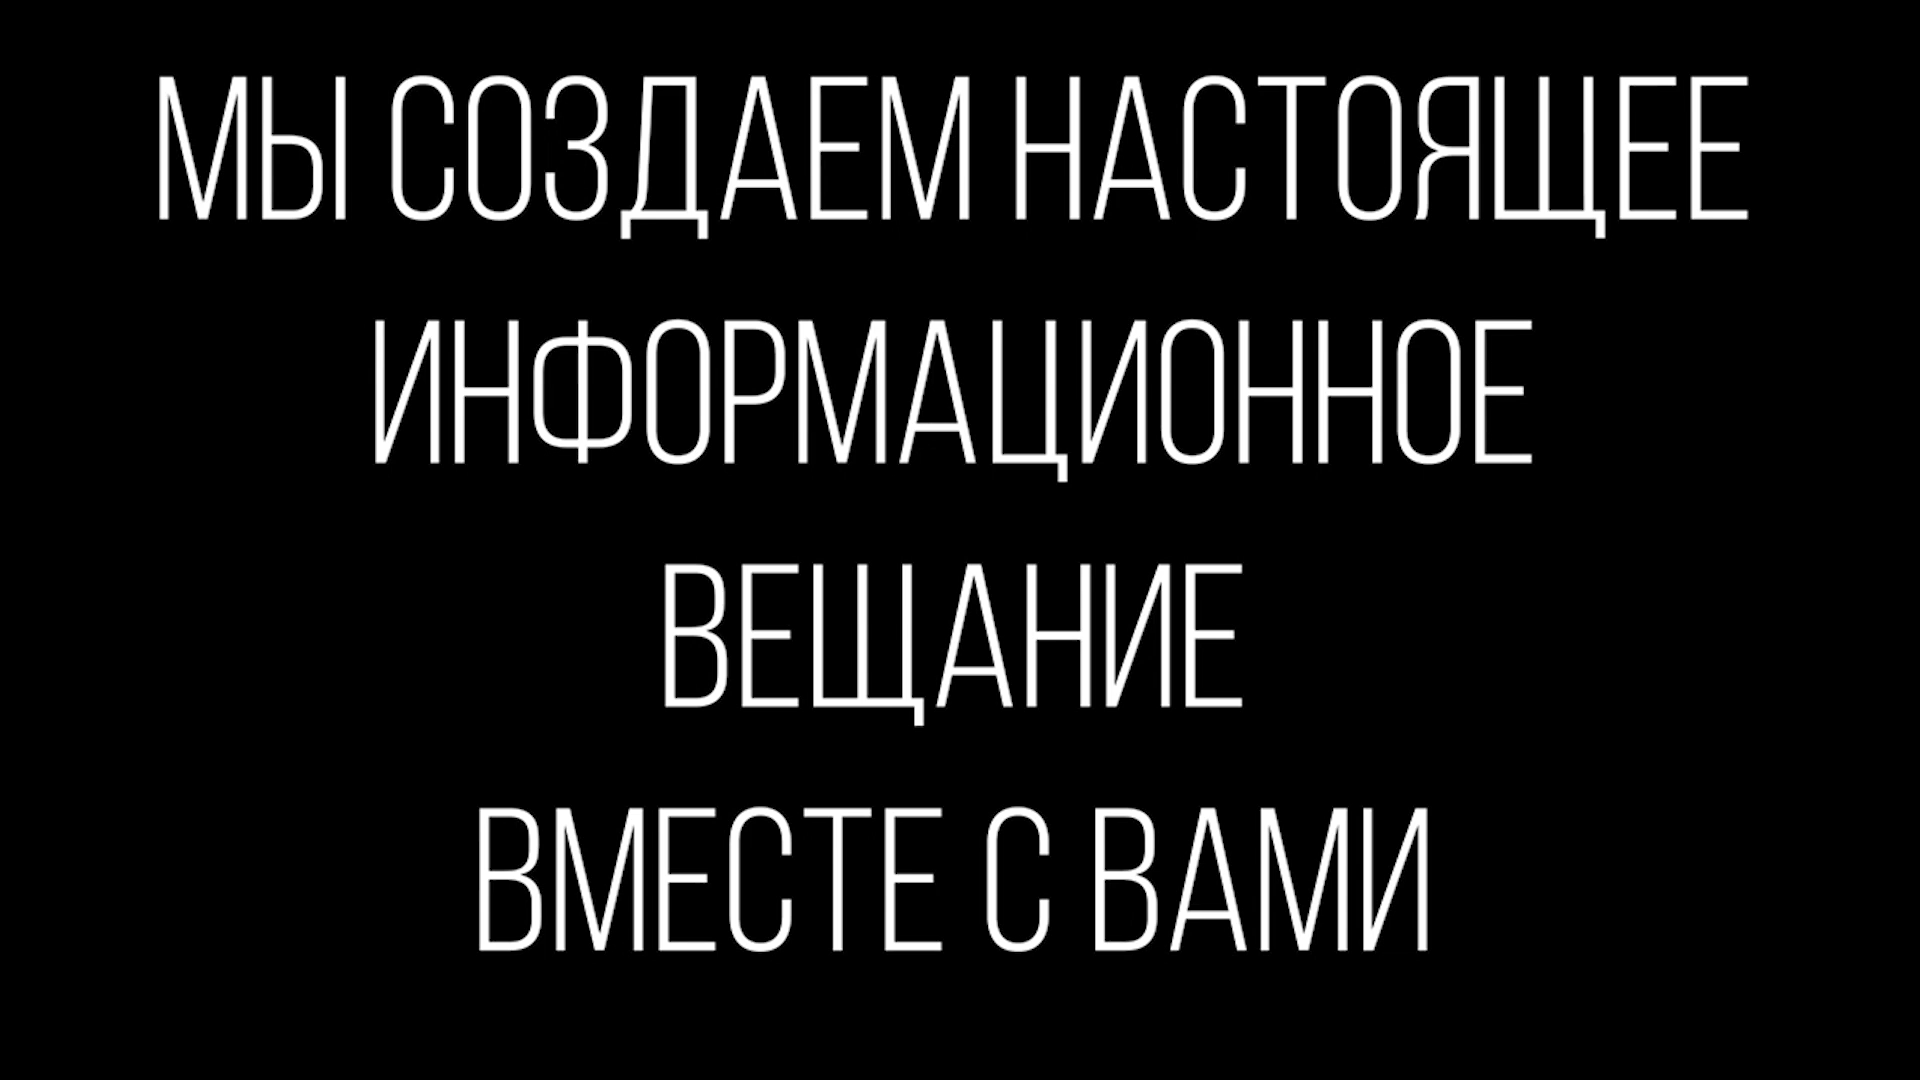 МЫ СОЗДАЕМ НАСТОЯЩЕЕ
ИНФОРМАЦИОННОЕ
ВЕЩАНИЕ
ВМЕСТЕ С ВАМИ